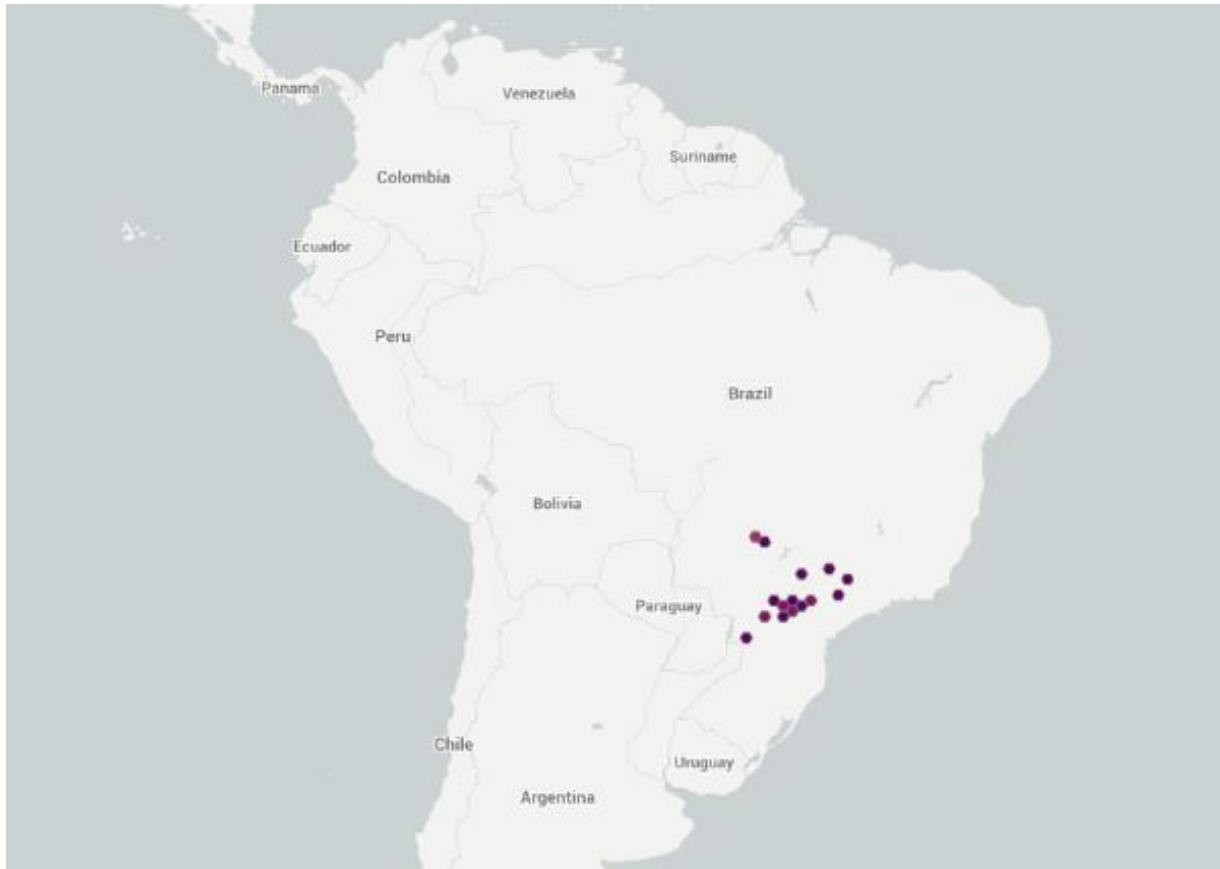 Panama
Venezuela
Suriname
Colombia
Ecuador
Peru
Brazil
Bolivia
Paraguay
Chile
Uruguay
Argentina